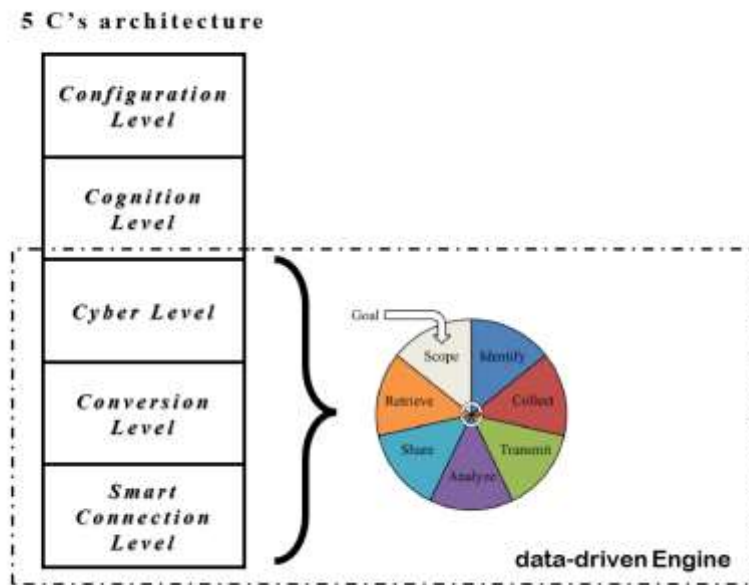 5 C's architecture
Configuration
Level
Cognition
Level
Cyber Level
Conversion
Level
Smart
Connection
Level
Goal
Scope
Identify
Retrieve
Collect
Share
Transmit
Analyze
data-driven Engine